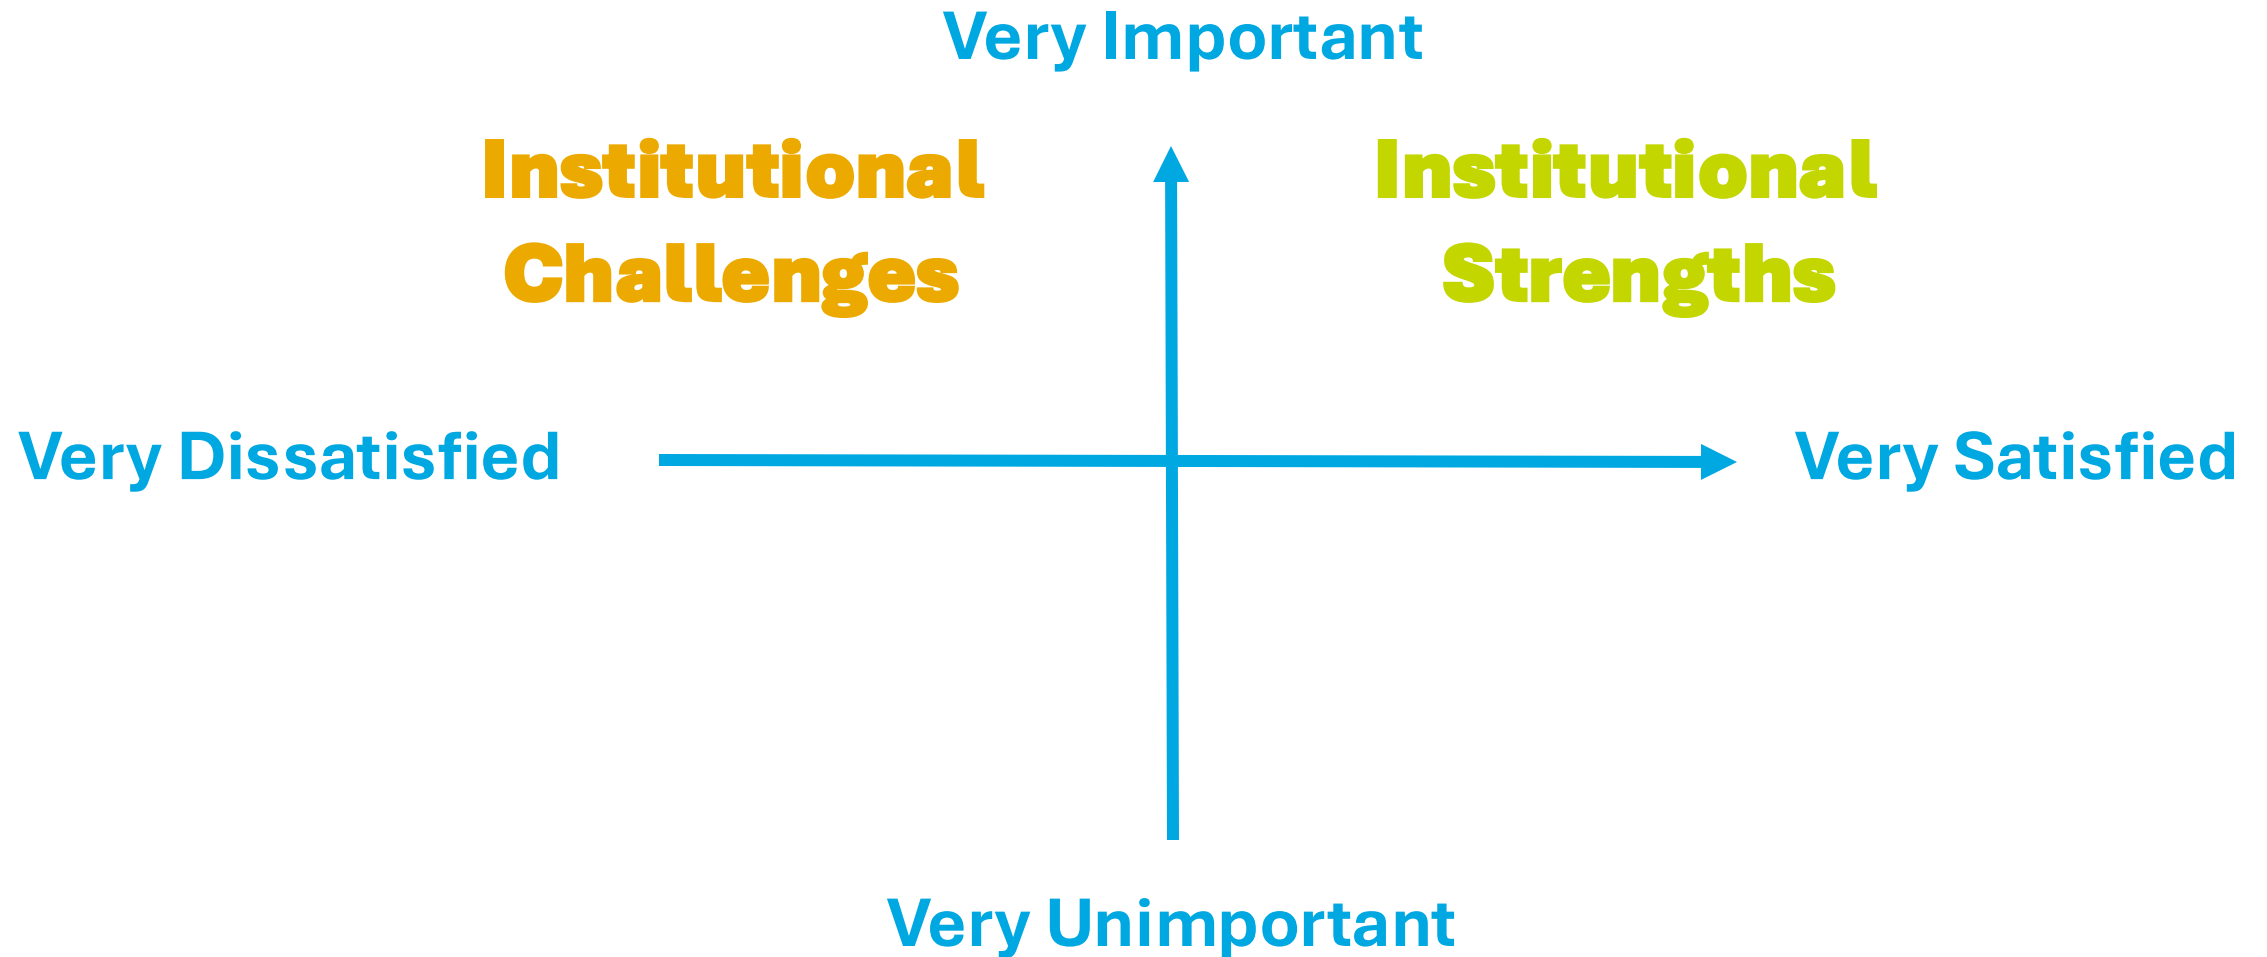 Very Important
Institutional
Challenges
Institutional
Strengths
Very Dissatisfied
Very Satisfied
Very Unimportant